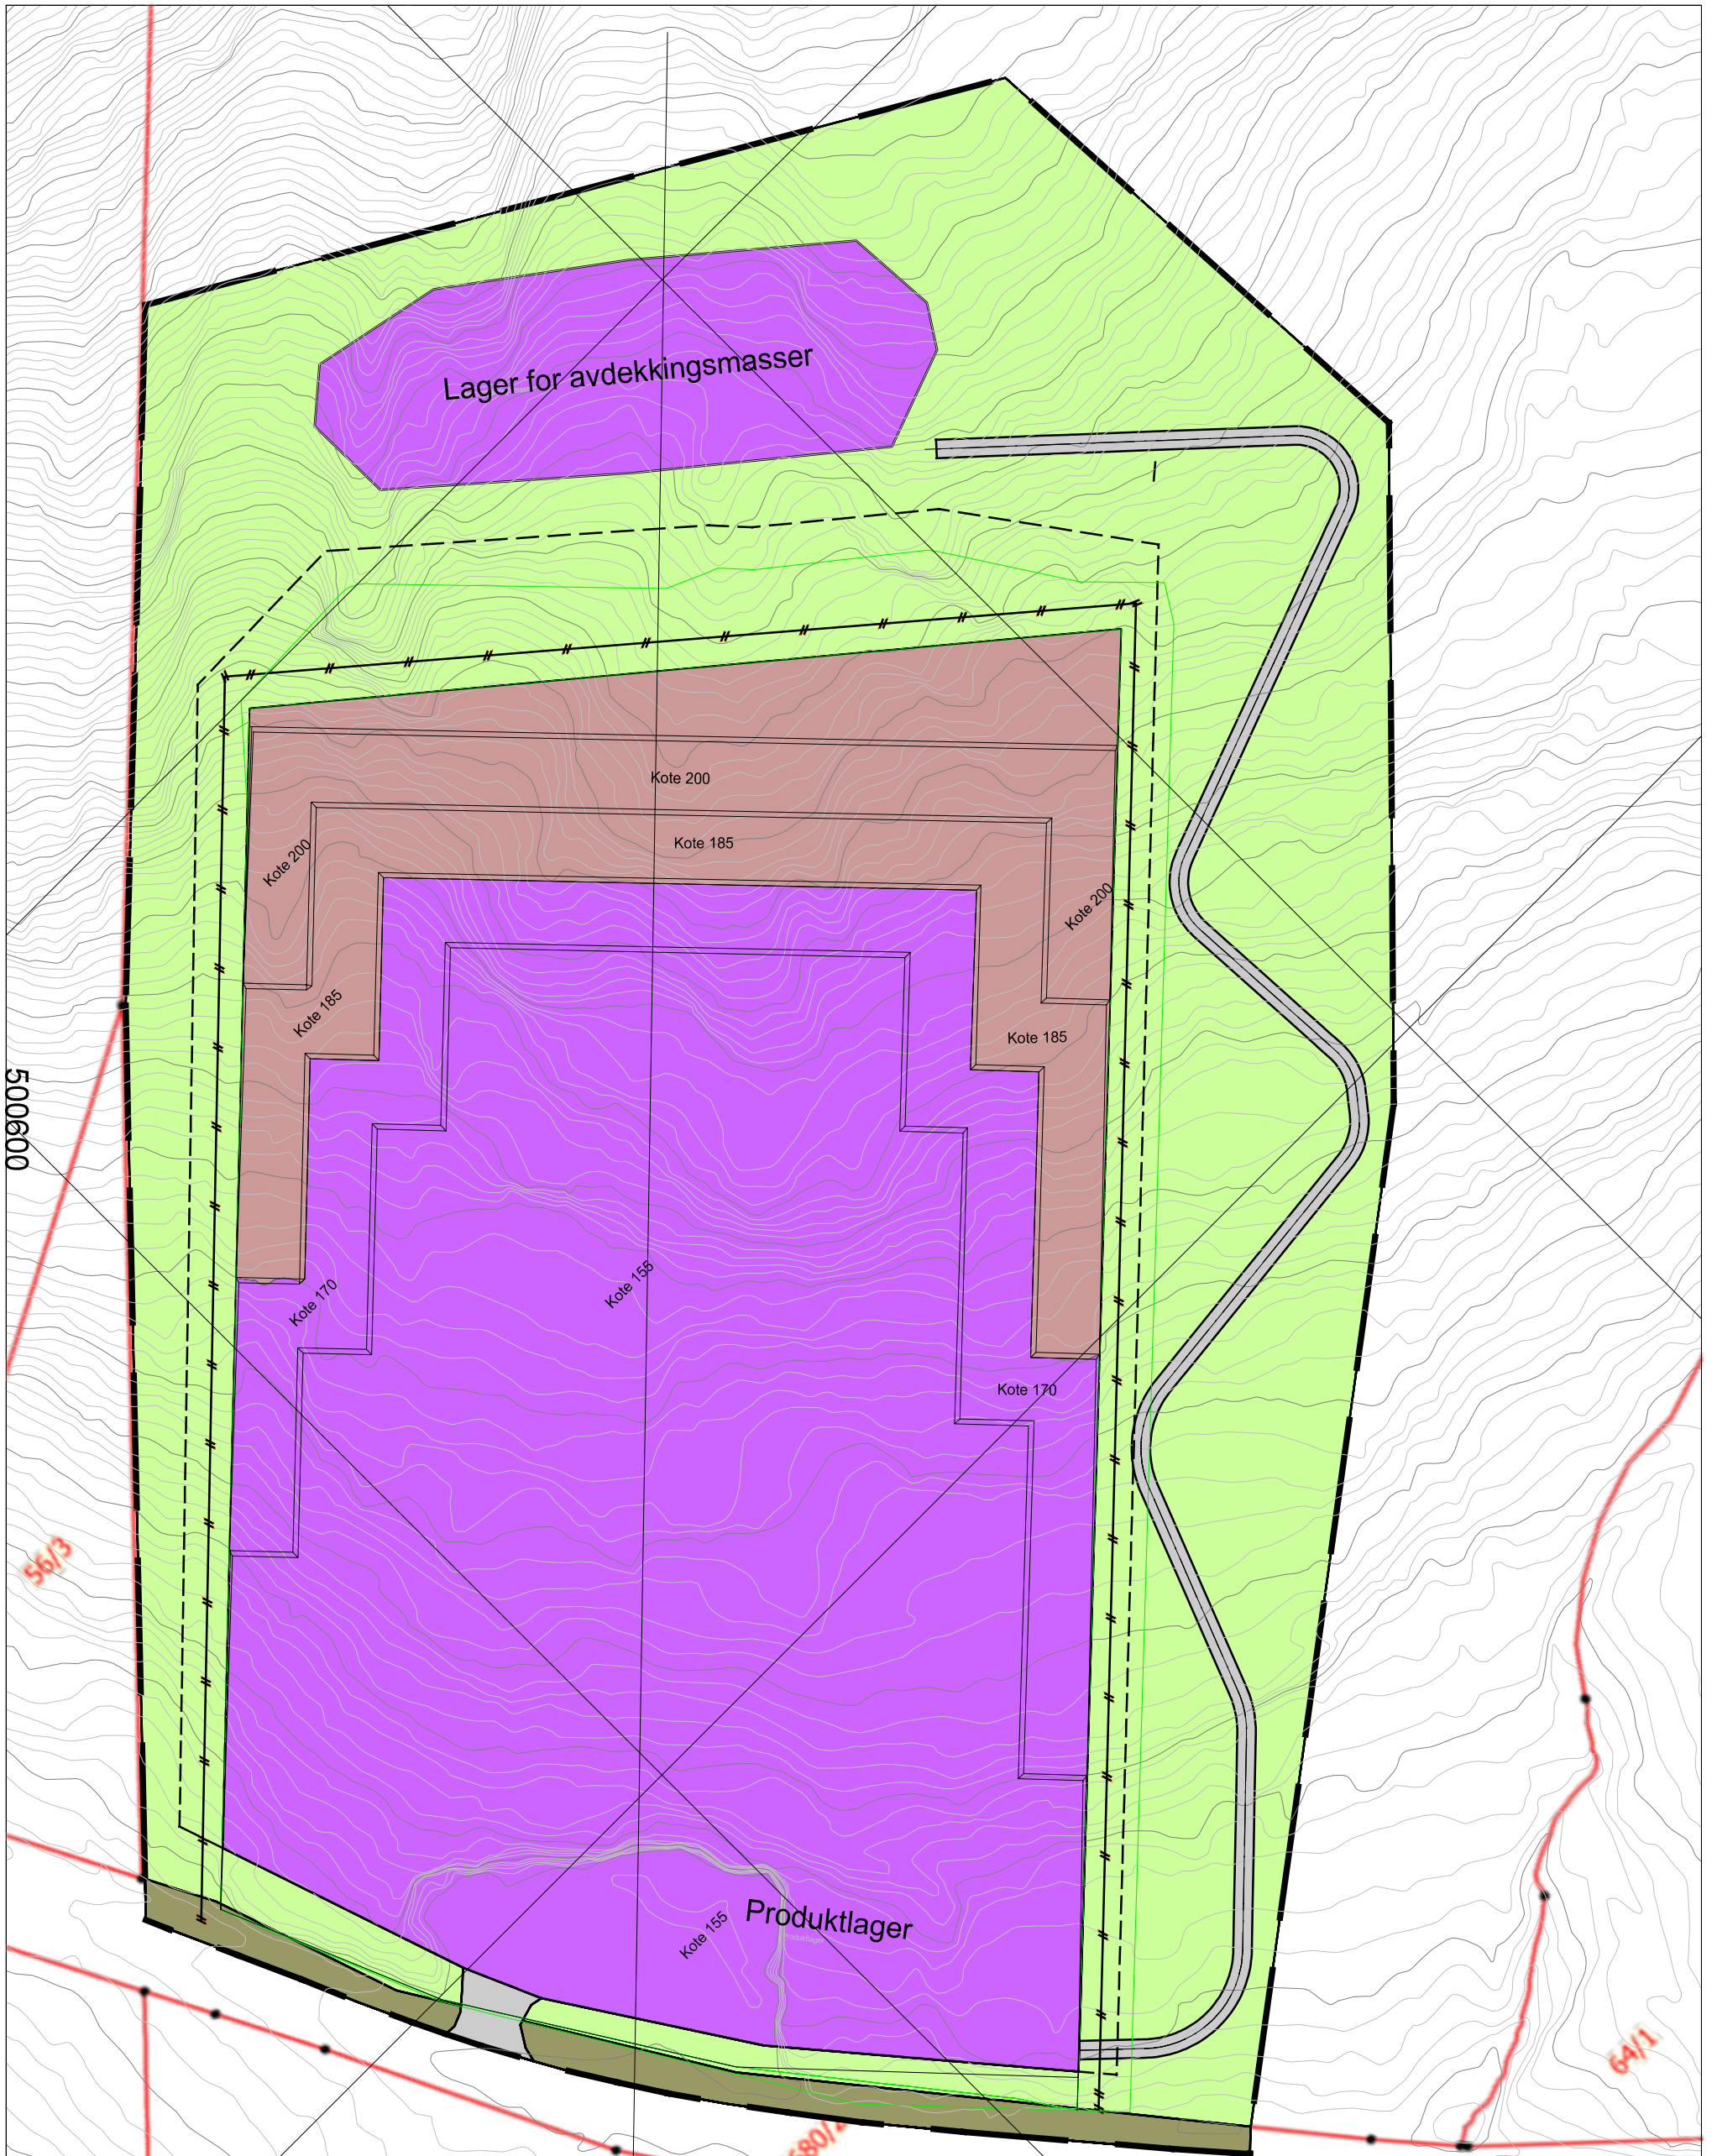 Lager for avdekkingsmasser
Kote 200
Kote 185
Kote 200
Kote 200
Kote 185
Kote 185
500600
Kote 155
Kote 170
Kote 170
56/3
Produktlager
Kote 155
Produktlager
64/1